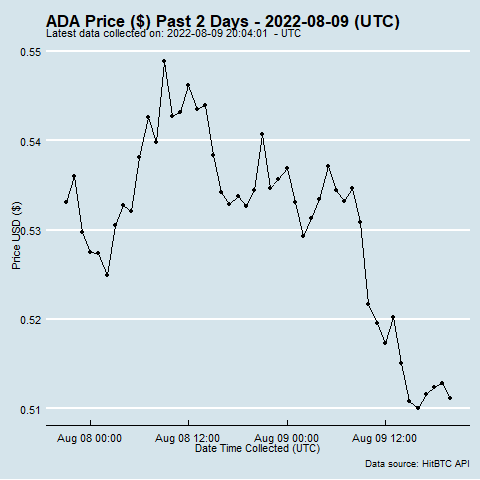 ADA Price ($) Past 2 Days - 2022-08-09 (UTC)
Latest data collected on: 2022-08-09 20:04:01 - UTC
0.55
0.54
0.53
0.52
0.51
Price USD ($)
Aug 08 00:00 Aug 08 12:00 Aug 09 00:00 Aug 09 12:00
Date Time Collected (UTC)
Data source: HitBTC API